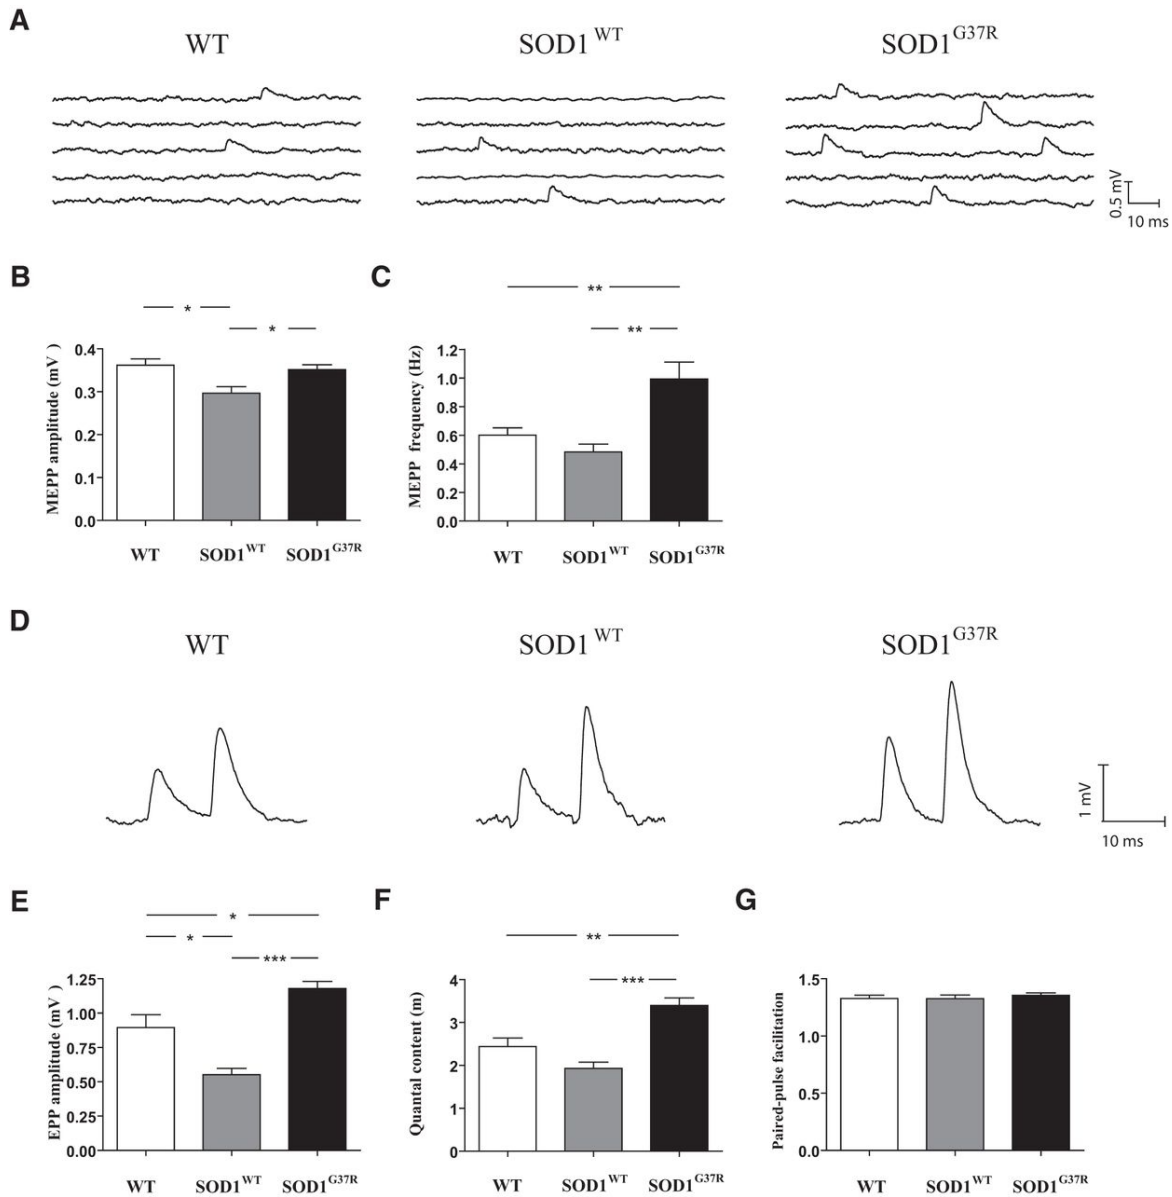 A
WT SOD1WT SOD1G37R
0.5 mV
10 ms
B
* 
*
MEPP amplitude (mV )
0.4
0.3
0.2
0.1
0.0
WT SOD1WT SOD1G37R
C
**
**
MEPP frequency (Hz)
1.2
1.0
0.8
0.6
0.4
0.2
0.0
WT SOD1WT SOD1G37R
D
WT SOD1WT SOD1G37R
1 mV
10 ms
E
*
*
***
EPP amplitude (mV )
1.25
1.00
0.75
0.50
0.25
0.00
WT SOD1WT SOD1G37R
F
**
***
Quantal content (m)
4
3
2
1
0
WT SOD1WT SOD1G37R
G
Paired-pulse facilitation
1.5
1.0
0.5
0.0
WT SOD1WT SOD1G37R